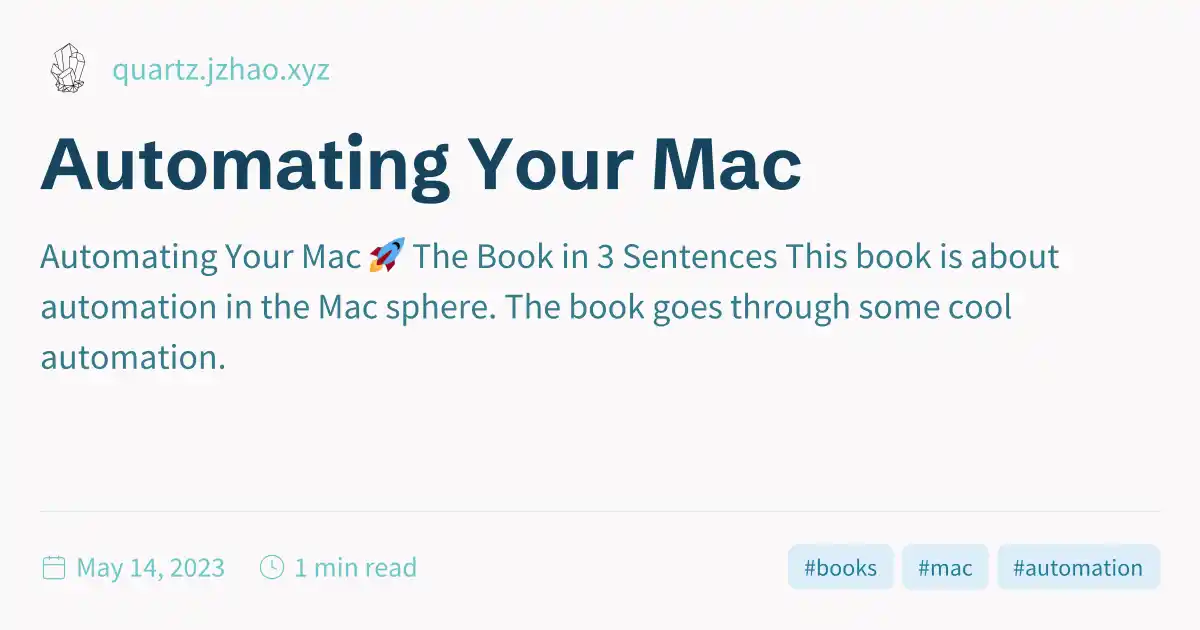 quartz.jzhao.xyz
Automating Your Mac
Automating Your Mac 🚀 The Book in 3 Sentences This book is about
automation in the Mac sphere. The book goes through some cool
automation.
May 14, 2023 1 min read #books #mac #automation